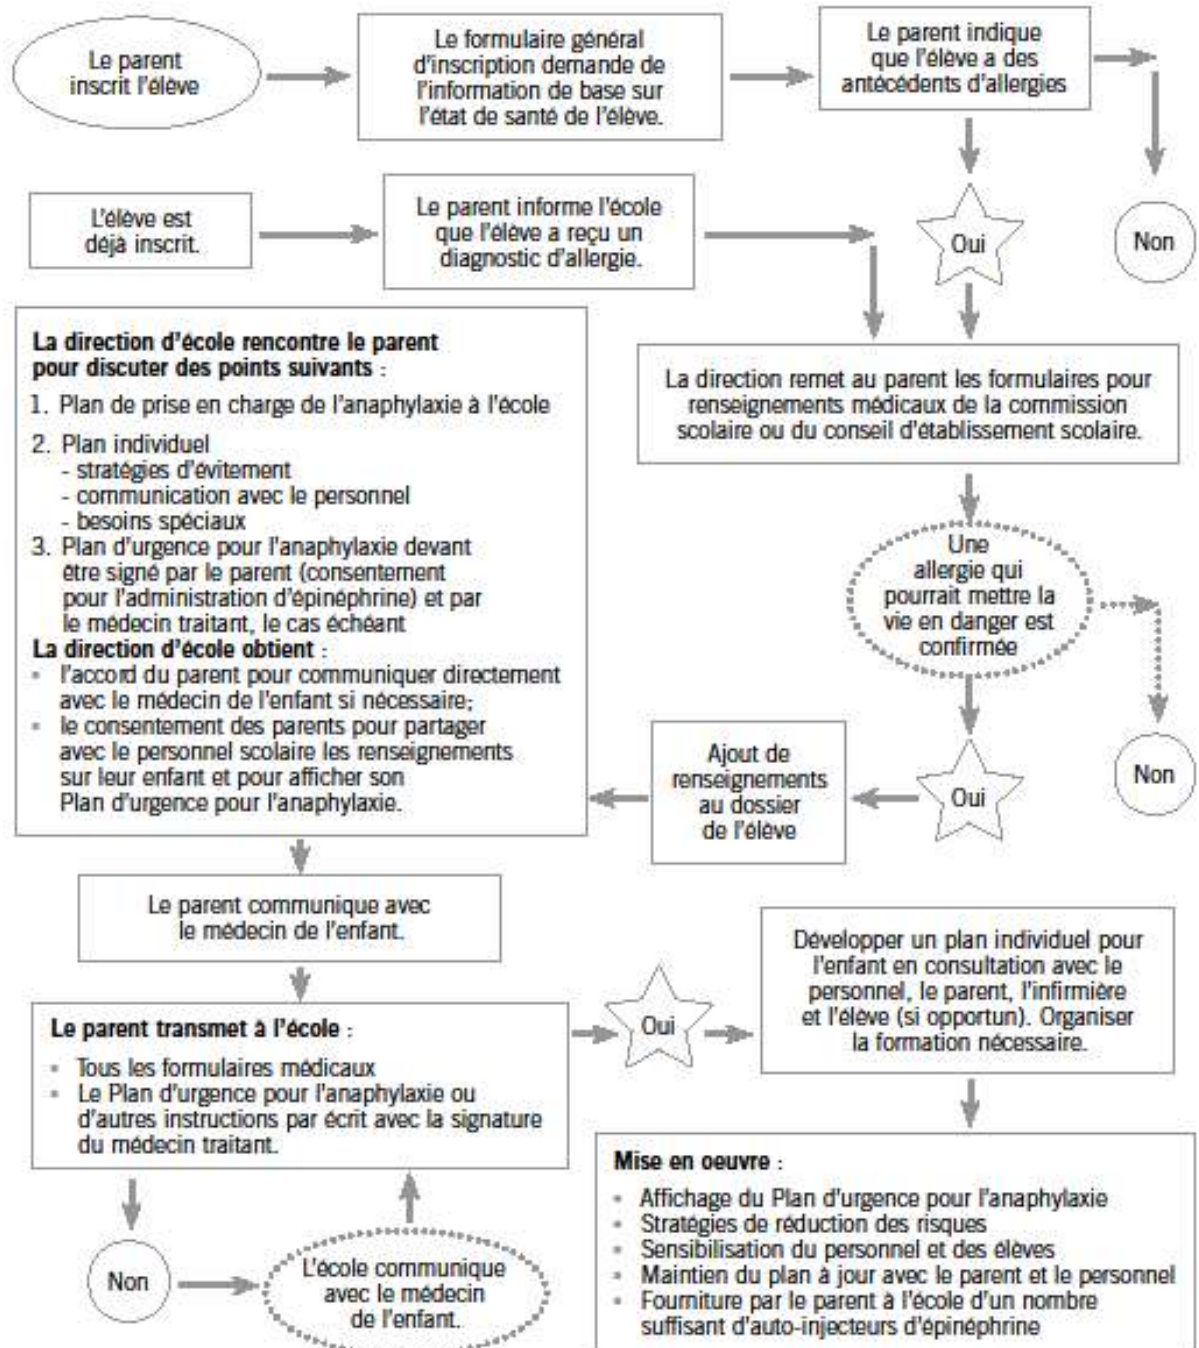 Le parent
inscrit l'élève
Le formulaire général
d'inscription demande de
l'information de base sur
l'état de santé de l'élève.
Le parent indique
que l'élève a des
antécédents d'allergies
Oui
Non
L'élève est
déjà inscrit.
Le parent informe l'école
que l'élève a reçu un
diagnostic d'allergie.
La direction remet au parent les formulaires pour
renseignements médicaux de la commission
scolaire ou du conseil d'établissement scolaire.
Une
allergie qui
pourrait mettre la
vie en danger est
confirmée
Non
Oui
Ajout de
renseignements
au dossier
de l'élève
La direction d'école rencontre le parent
pour discuter des points suivants :
1. Plan de prise en charge de l'anaphylaxie à l'école
2. Plan individuel
- stratégies d'évitement
- communication avec le personnel
- besoins spéciaux
3. Plan d'urgence pour l'anaphylaxie devant
être signé par le parent (consentement
pour l'administration d'épinéphrine) et par
le médecin traitant, le cas échéant
La direction d'école obtient :
▪ l'accord du parent pour communiquer directement
avec le médecin de l'enfant si nécessaire;
▪ le consentement des parents pour partager
avec le personnel scolaire les renseignements
sur leur enfant et pour afficher son
Plan d'urgence pour l'anaphylaxie.
Le parent communique avec
le médecin de l'enfant.
Le parent transmet à l'école :
▪ Tous les formulaires médicaux
▪ Le Plan d'urgence pour l'anaphylaxie ou
d'autres instructions par écrit avec la signature
du médecin traitant.
Non
L'école communique
avec le médecin
de l'enfant.
Oui
Développer un plan individuel pour
l'enfant en consultation avec le
personnel, le parent, l'infirmière
et l'élève (si opportun). Organiser
la formation nécessaire.
Mise en oeuvre :
▪ Affichage du Plan d'urgence pour l'anaphylaxie
▪ Stratégies de réduction des risques
▪ Sensibilisation du personnel et des élèves
▪ Maintien du plan à jour avec le parent et le personnel
▪ Fourniture par le parent à l'école d'un nombre
suffisant d'auto-injecteurs d'épinéphrine